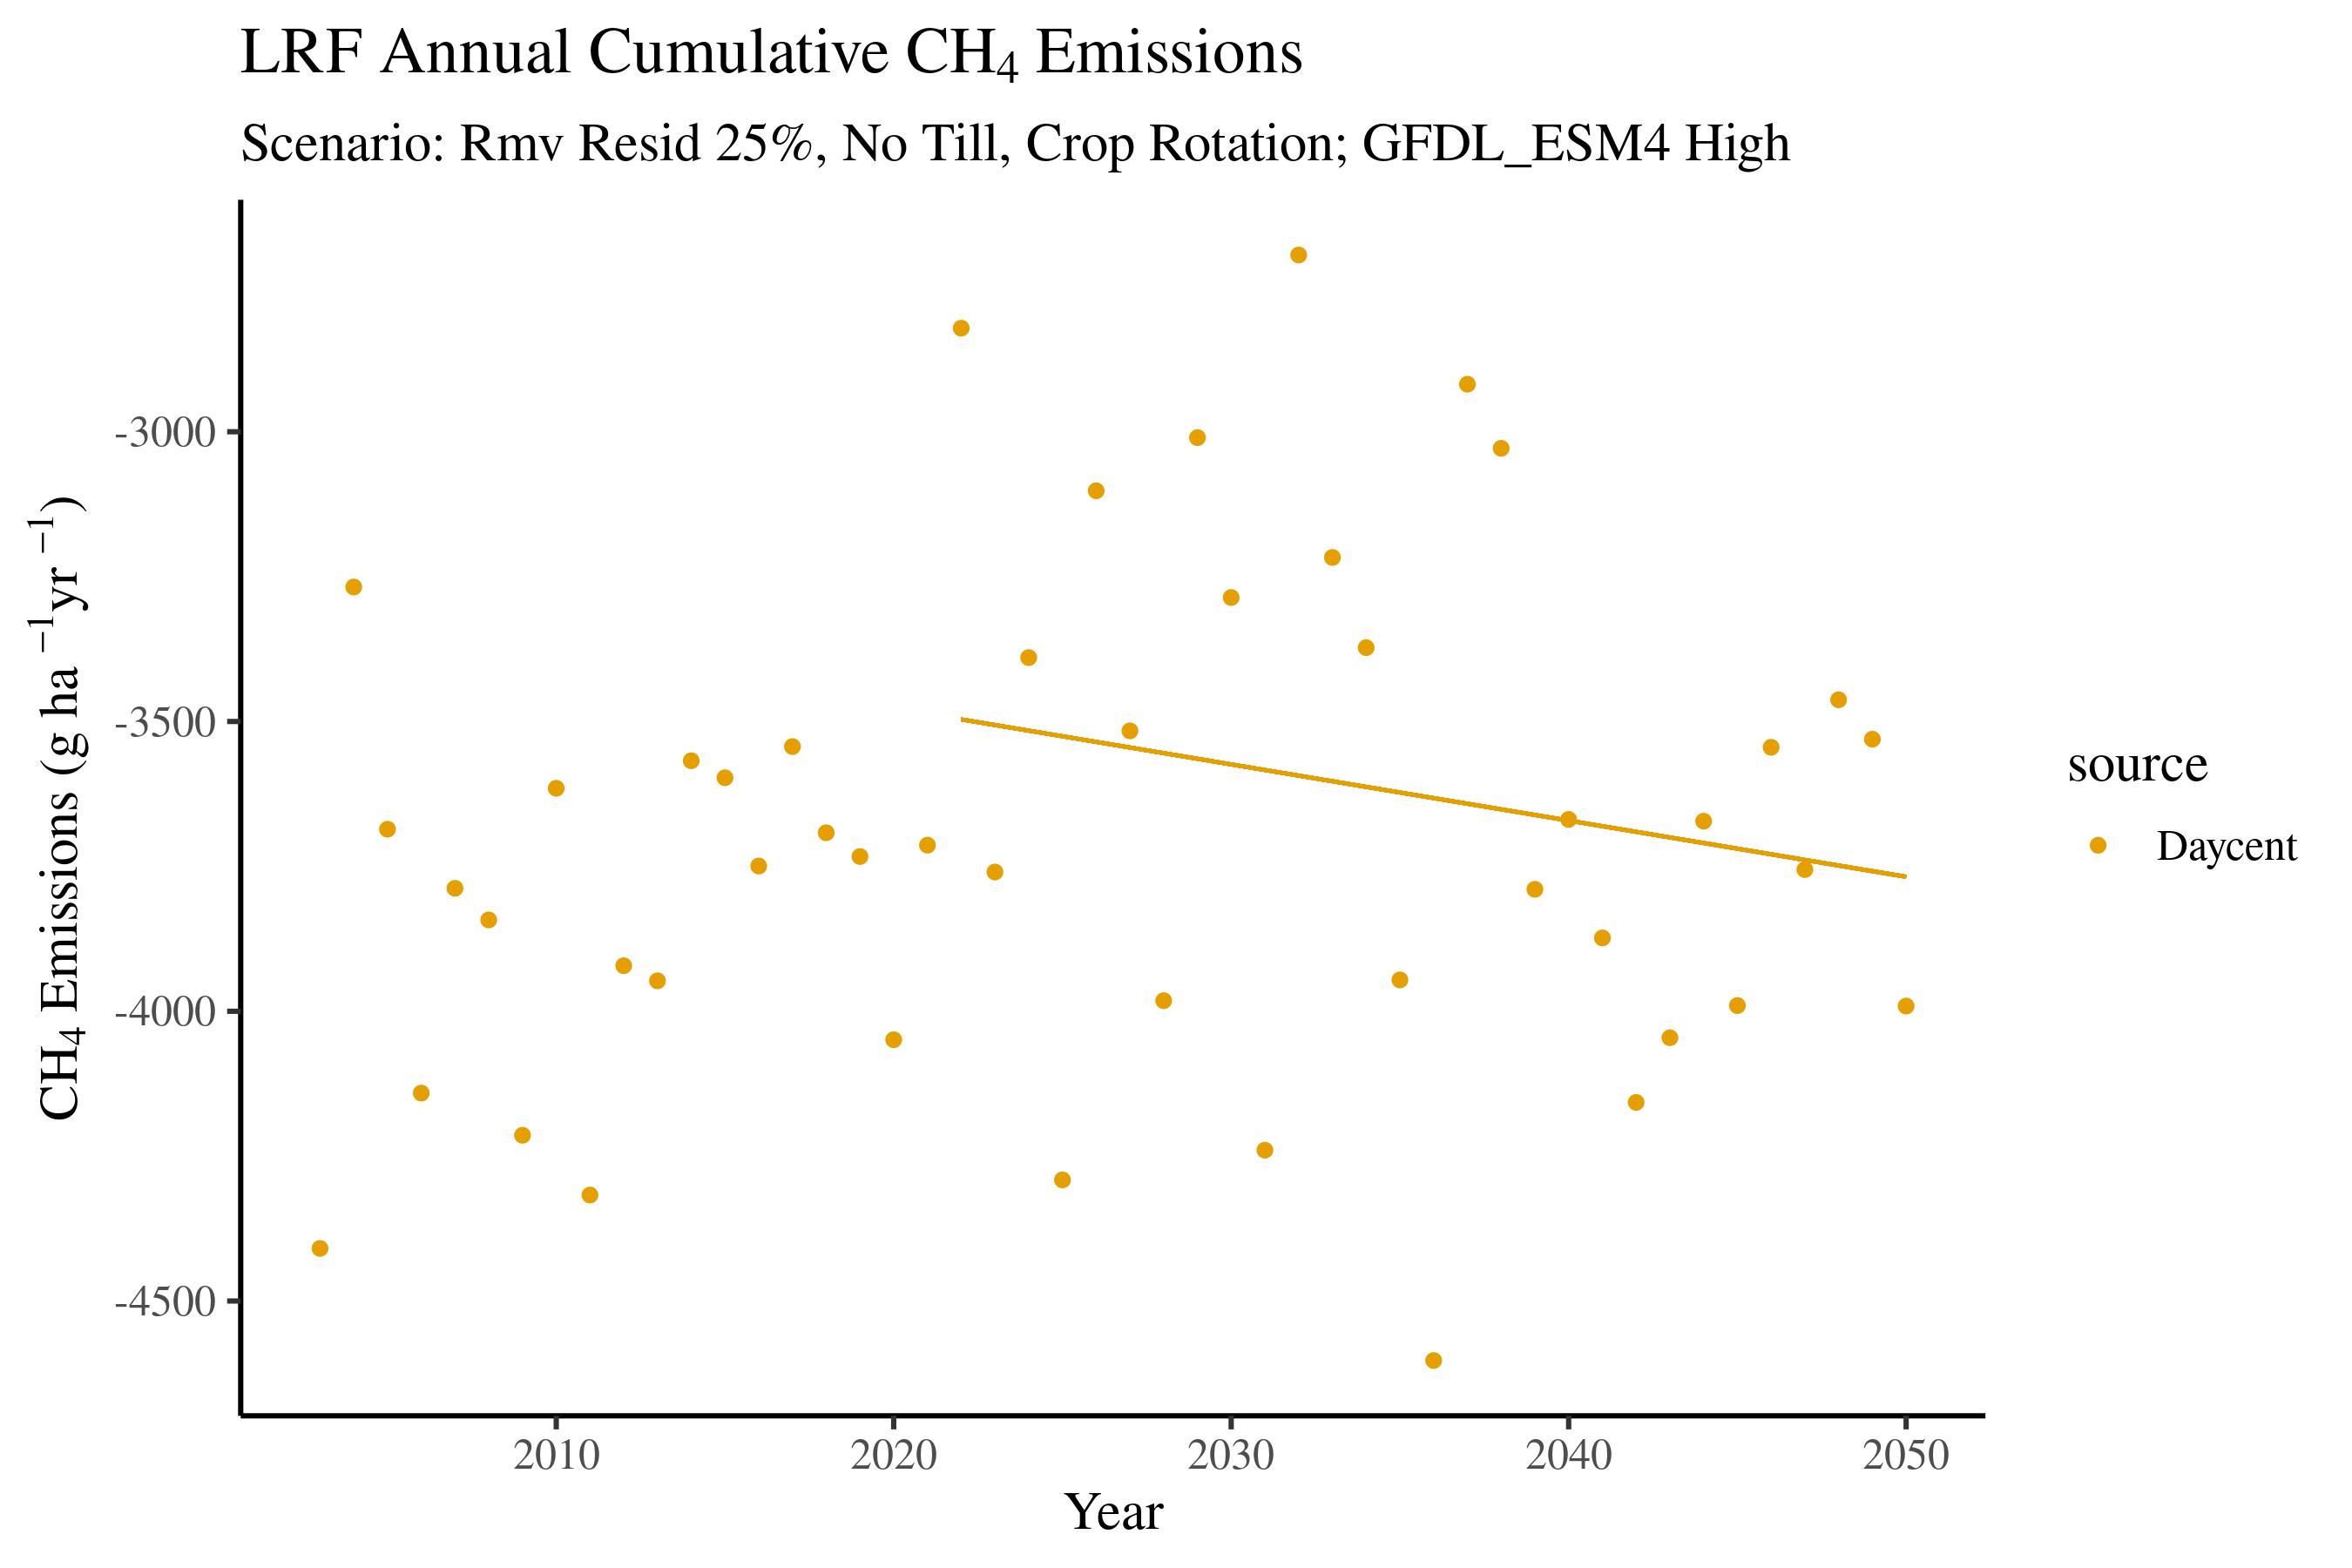 LRF Annual Cumulative CH₄ Emissions
Scenario: Rmv Resid 25%, No Till, Crop Rotation; GFDL_ESM4 High
CH₄ Emissions (g ha⁻¹yr⁻¹)
-3000
-3500
-4000
-4500
2010 2020 2030 2040 2050
Year
source
Daycent